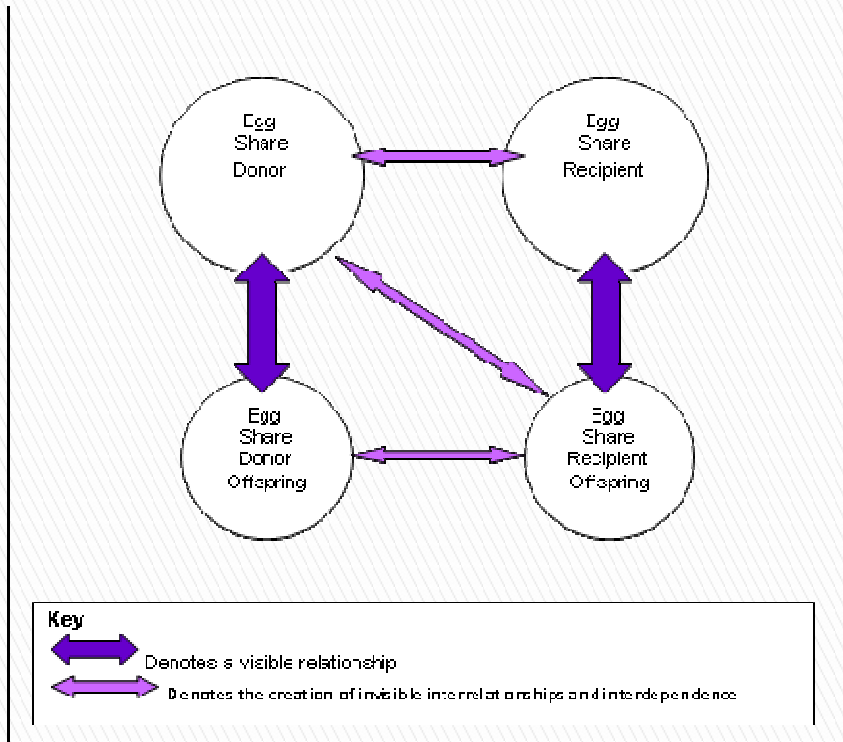 Egg
Share
Donor
Egg
Share
Recipient
Egg
Share
Donor
Offspring
Egg
Share
Recipient
Offspring
Key
Denotes a visible relationship
Denotes the creation of invisible interrelationships and interdependence